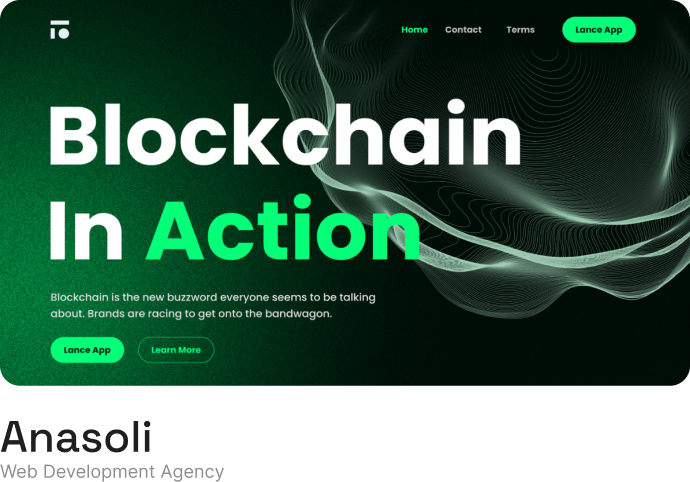 Home Contact Terms Lance App
Blockchain
In Action
Blockchain is the new buzzword everyone seems to be talking
about. Brands are racing to get onto the bandwagon.
Lance App Learn More
Anasoli
Web Development Agency